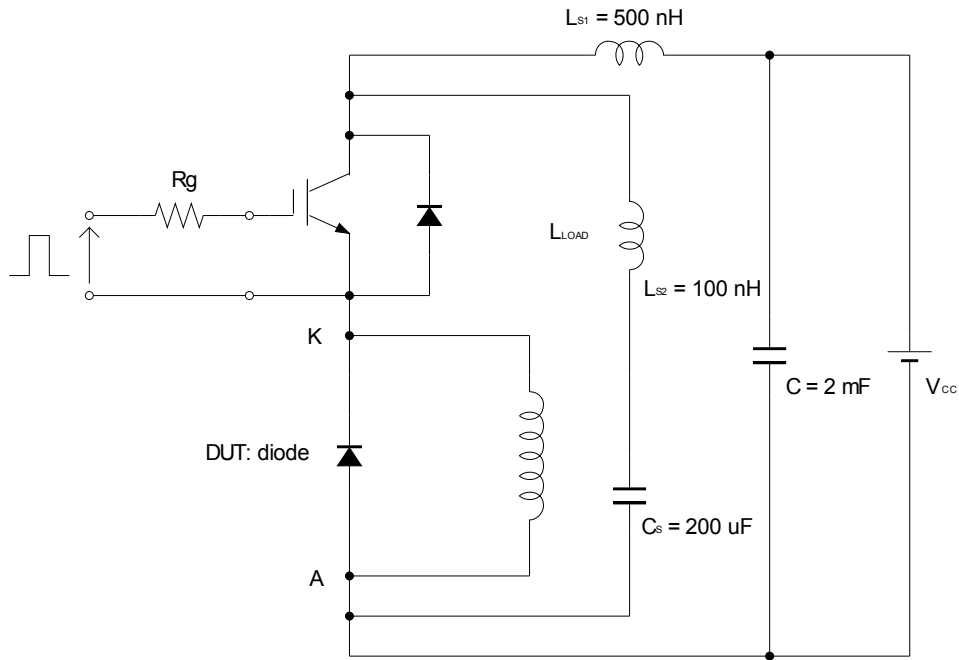 LS1 = 500 nH
Rg
LLOAD
LS2 = 100 nH
K
C = 2 mF
VCC
DUT: diode
CS = 200 uF
A